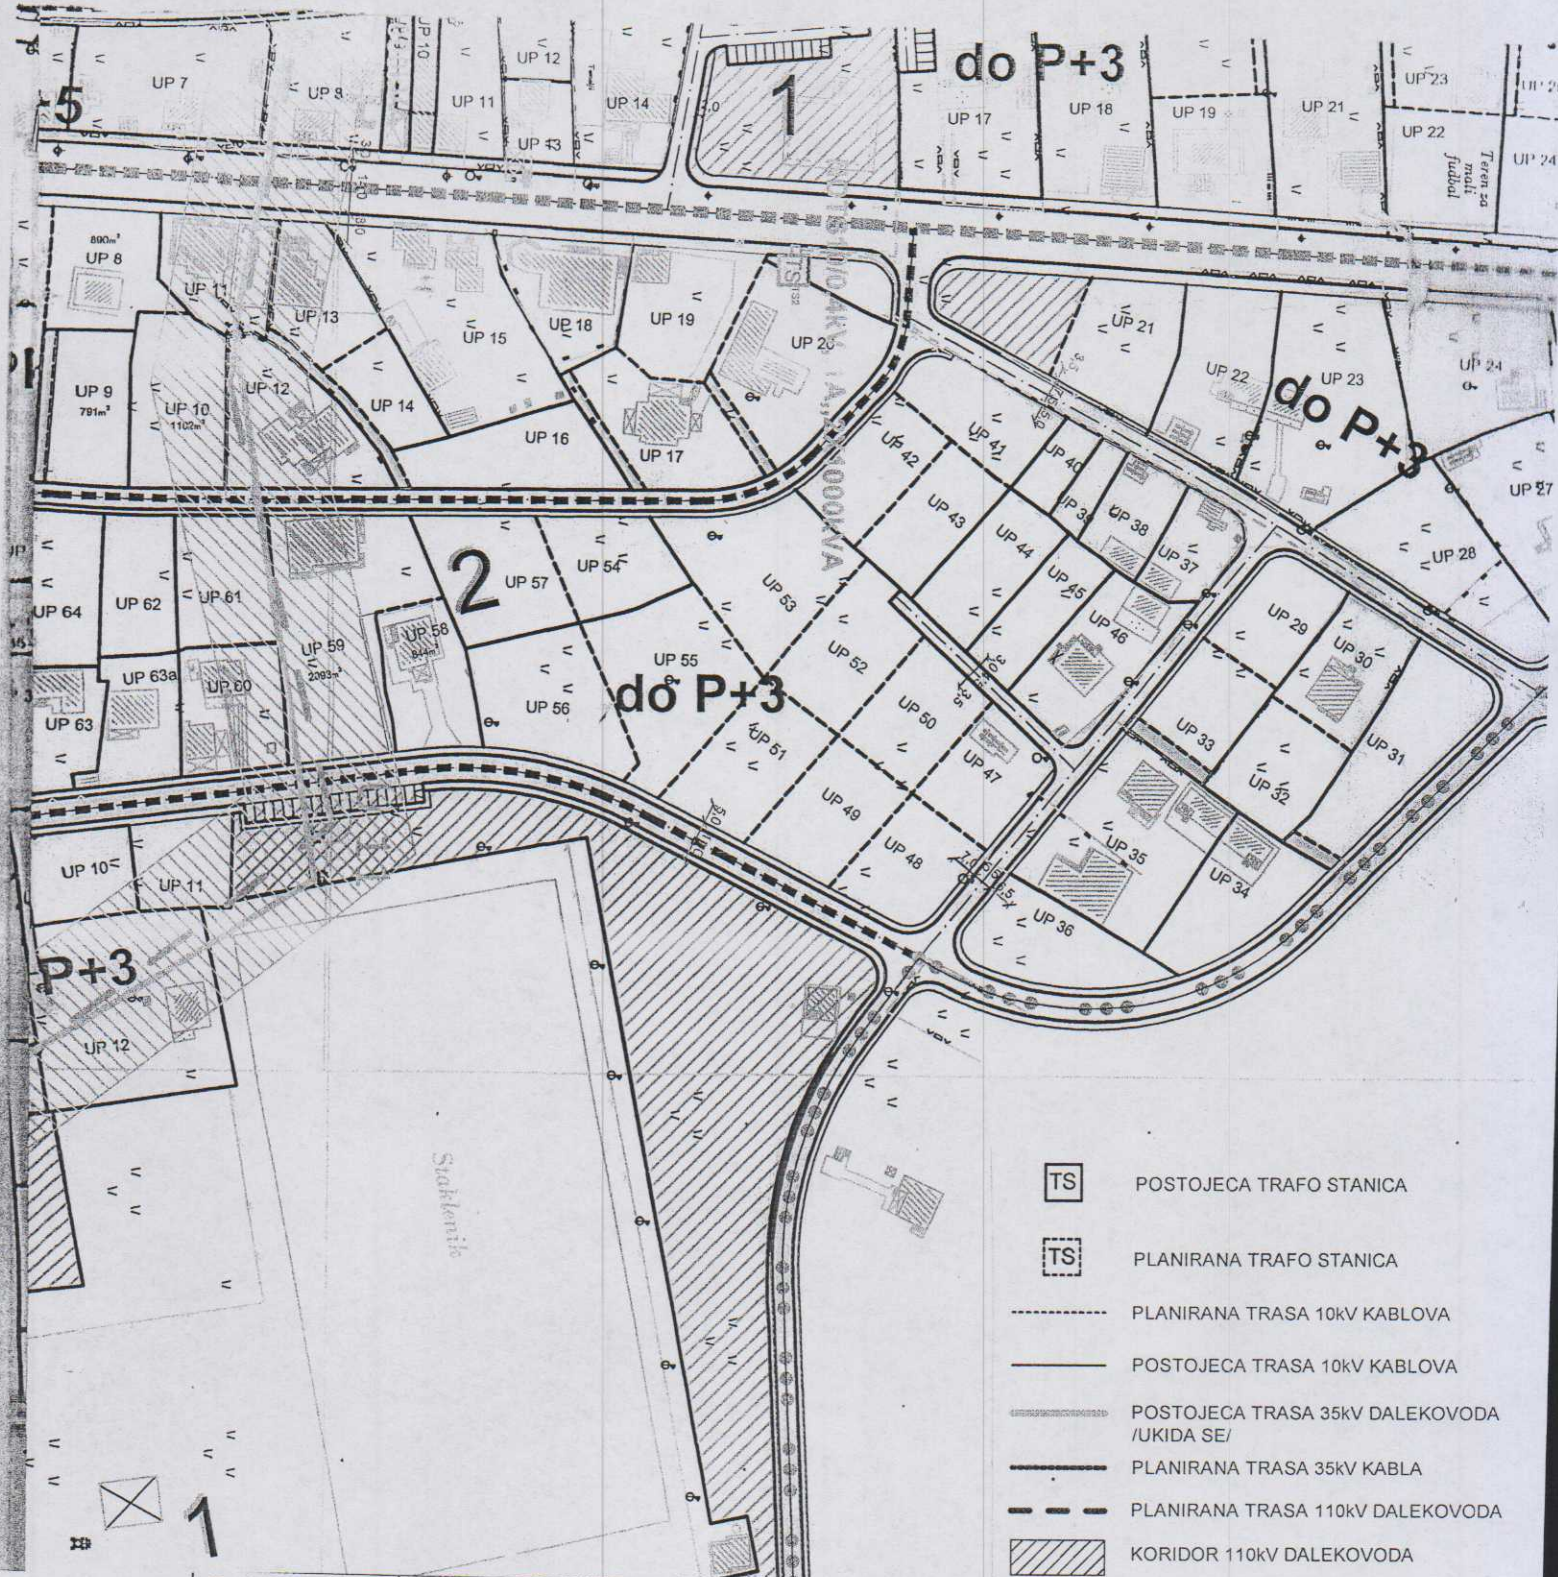 5
UP 7
UP 8
UP 10
UP 11
UP 12
UP 13
UP 14
1
do P+3
UP 17
UP 18
UP 19
UP 21
UP 23
UP 22
UP 24
Teren za
mali
fudbal
890m²
UP 8
UP 11
UP 13
UP 15
UP 18
UP 19
TS
UP 20
UP 21
UP 22
UP 23
UP 24
do P+3
UP 9
791m²
UP 10
1102m²
UP 12
UP 14
UP 16
UP 17
UP 42
UP 41
UP 40
UP 39
UP 38
UP 37
UP 27
UP 28
UP 43
UP 44
UP 45
UP 46
2
UP 57
UP 54
UP 53
UP 64
UP 62
UP 61
UP 59
2093m²
UP 58
844m²
UP 55
UP 52
UP 29
UP 30
UP 63a
UP 60
UP 63
UP 56
do P+3
UP 51
UP 50
UP 47
UP 33
UP 31
UP 32
UP 49
UP 48
UP 35
UP 34
UP 36
UP 10
UP 11
P+3
UP 12
Staklenik
1
TS
POSTOJECA TRAFO STANICA
TS
PLANIRANA TRAFO STANICA
PLANIRANA TRASA 10kV KABLOVA
POSTOJECA TRASA 10kV KABLOVA
POSTOJECA TRASA 35kV DALEKOVODA
/UKIDA SE/
PLANIRANA TRASA 35kV KABLA
PLANIRANA TRASA 110kV DALEKOVODA
KORIDOR 110kV DALEKOVODA